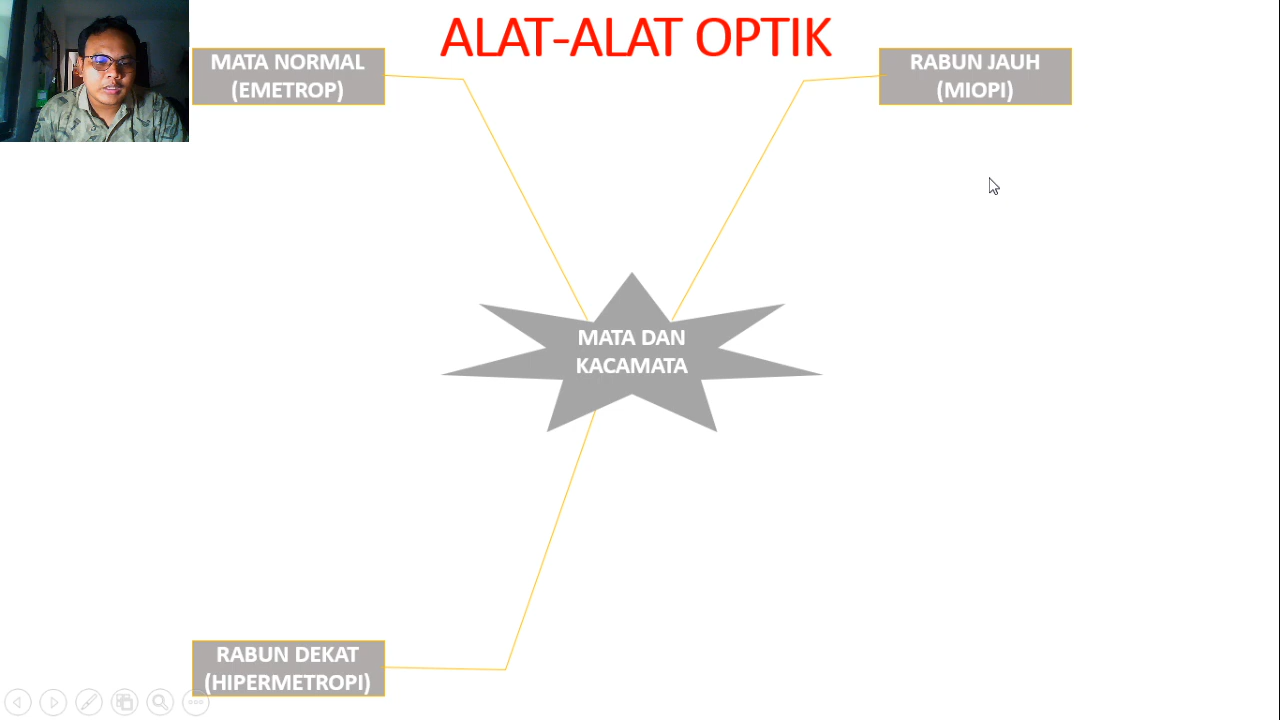 ALAT-ALAT OPTIK
MATA NORMAL
(EMETROP)
RABUN JAUH
(MIOPI)
MATA DAN
KACAMATA
RABUN DEKAT
(HIPERMETROPI)